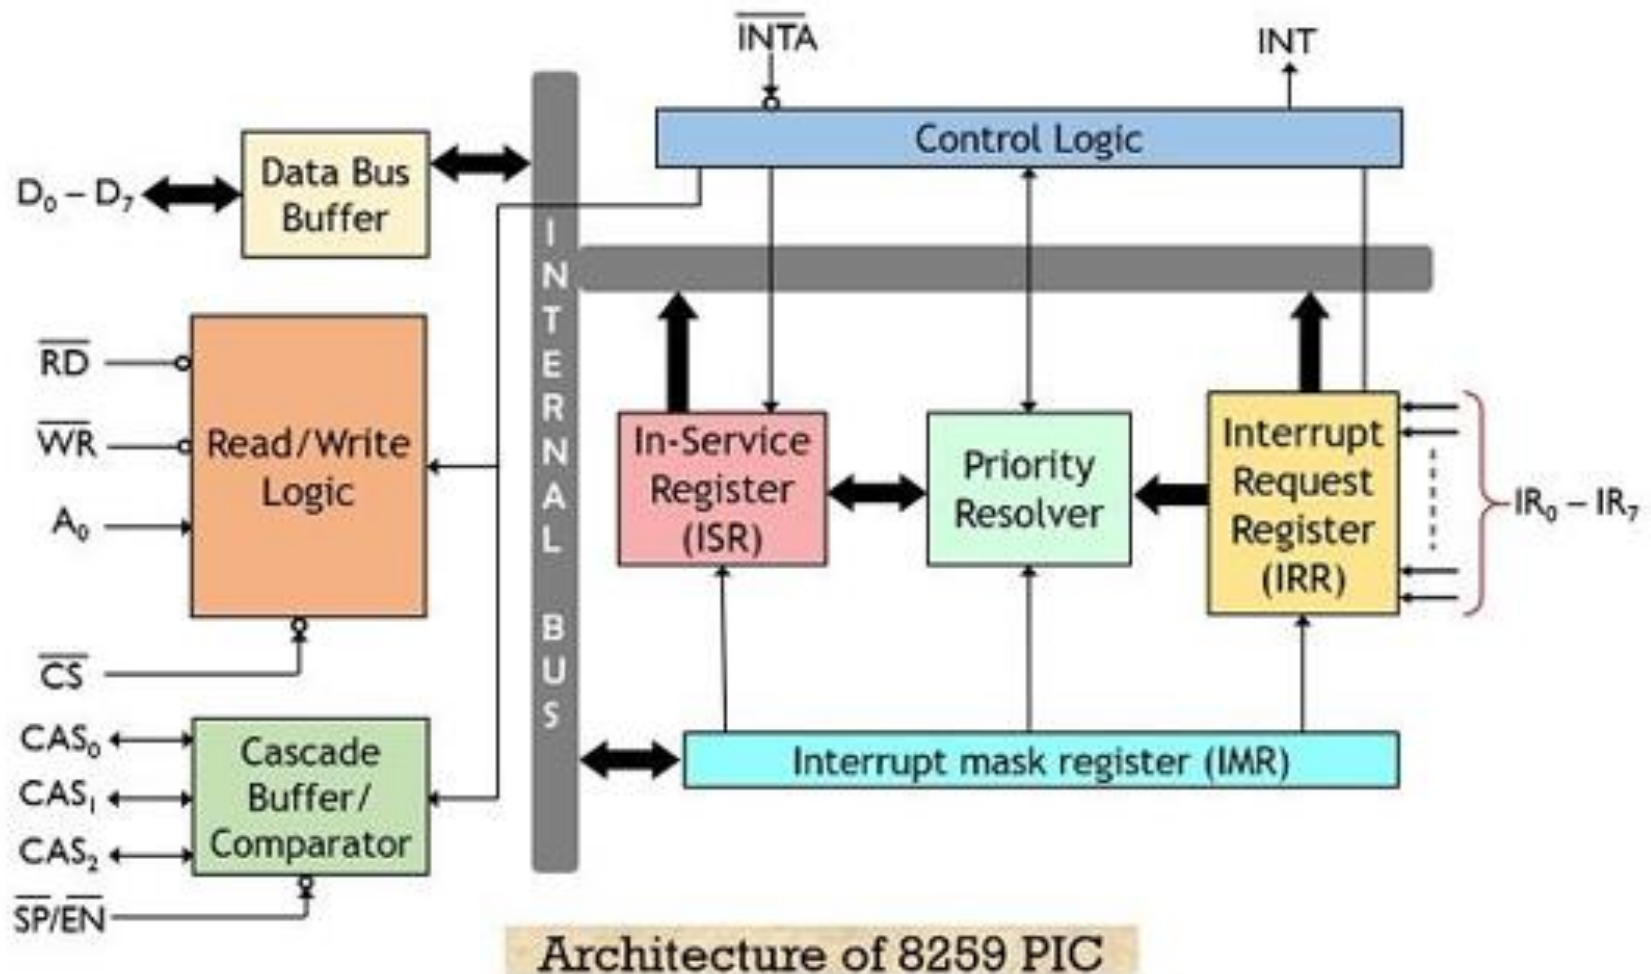 INTA
INT
Control Logic
Data Bus
Buffer
D₀ – D₇
INTERNAL BUS
RD
WR
A₀
Read/Write
Logic
CS
In-Service
Register
(ISR)
Priority
Resolver
Interrupt
Request
Register
(IRR)
IR₀ – IR₇
CAS₀
CAS₁
CAS₂
SP/EN
Cascade
Buffer/
Comparator
Interrupt mask register (IMR)
Architecture of 8259 PIC